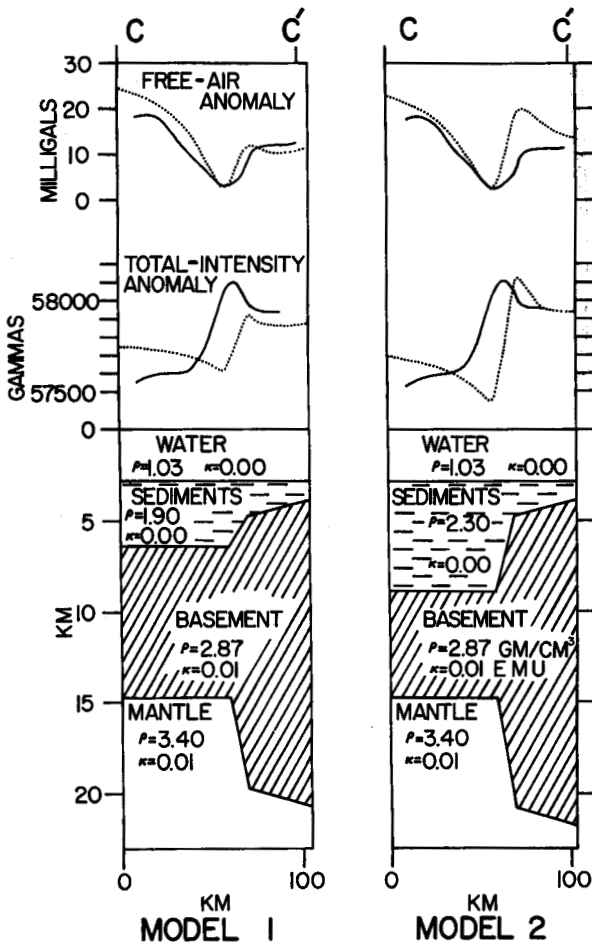 C C′ C C′
30
FREE-AIR
ANOMALY
20
10
0
MILLIGALS
TOTAL-INTENSITY
ANOMALY
58000
57500
GAMMAS
0
WATER
ρ=1.03 κ=0.00
SEDIMENTS
ρ=1.90
κ=0.00
5
BASEMENT
ρ=2.87
κ=0.01
10
KM
15
MANTLE
ρ=3.40
κ=0.01
20
0 100
KM
MODEL 1
WATER
ρ=1.03 κ=0.00
SEDIMENTS
ρ=2.30
κ=0.00
BASEMENT
ρ=2.87 GM/CM³
κ=0.01 EMU
MANTLE
ρ=3.40
κ=0.01
0 100
KM
MODEL 2